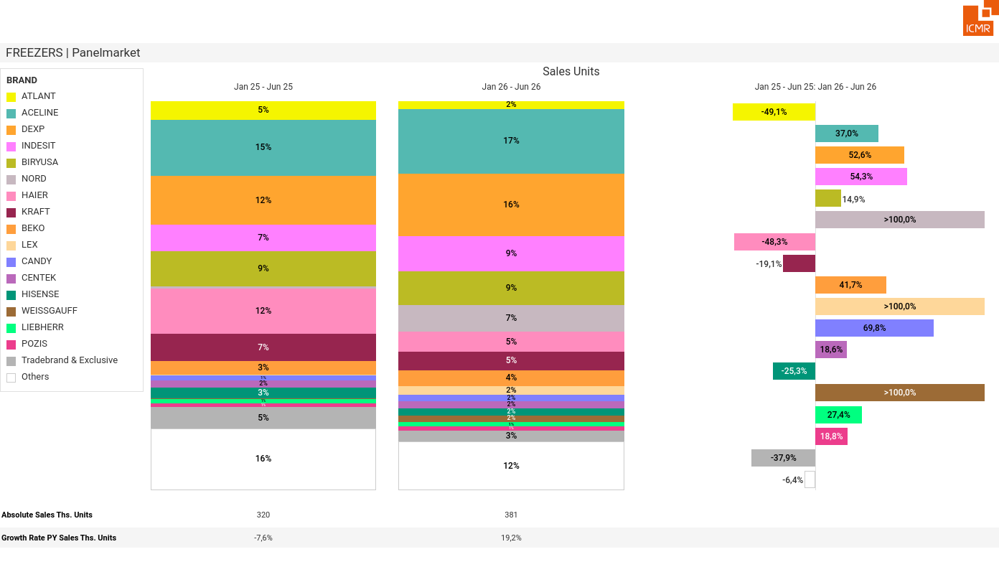 ICMR
FREEZERS | Panelmarket
BRAND
ATLANT
ACELINE
DEXP
INDESIT
BIRYUSA
NORD
HAIER
KRAFT
BEKO
LEX
CANDY
CENTEK
HISENSE
WEISSGAUFF
LIEBHERR
POZIS
Tradebrand & Exclusive
Others
Sales Units
Jan 25 - Jun 25
5%
15%
12%
7%
9%
12%
7%
3%
1%
2%
3%
1%
1%
5%
16%
Jan 26 - Jun 26
2%
17%
16%
9%
9%
7%
5%
5%
4%
2%
2%
2%
2%
2%
1%
1%
3%
12%
Jan 25 - Jun 25: Jan 26 - Jun 26
-49,1%
37,0%
52,6%
54,3%
14,9%
>100,0%
-48,3%
-19,1%
41,7%
>100,0%
69,8%
18,6%
-25,3%
>100,0%
27,4%
18,8%
-37,9%
-6,4%
Absolute Sales Ths. Units 320 381
Growth Rate PY Sales Ths. Units -7,6% 19,2%